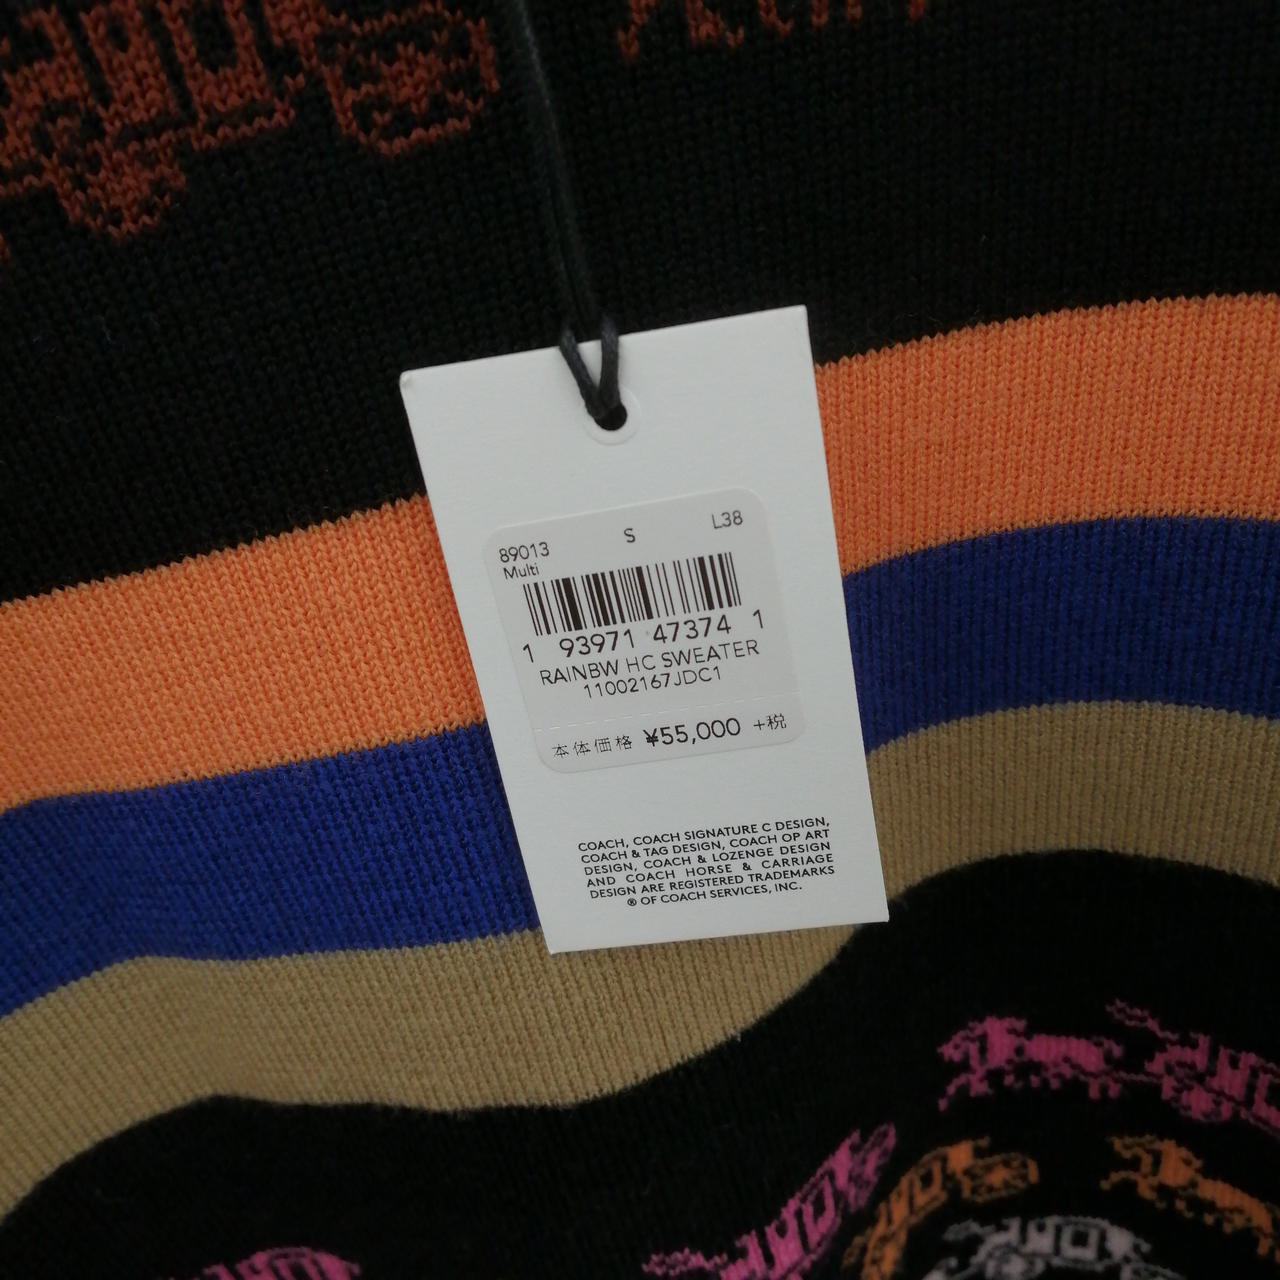 89013 S L38
Multi
1 93971 47374 1
RAINBW HC SWEATER
11002167JDC1
本体価格 ¥55,000 +税
COACH, COACH SIGNATURE C DESIGN,
COACH & TAG DESIGN, COACH OP ART
DESIGN, COACH & LOZENGE DESIGN
AND COACH HORSE & CARRIAGE
DESIGN ARE REGISTERED TRADEMARKS
® OF COACH SERVICES, INC.